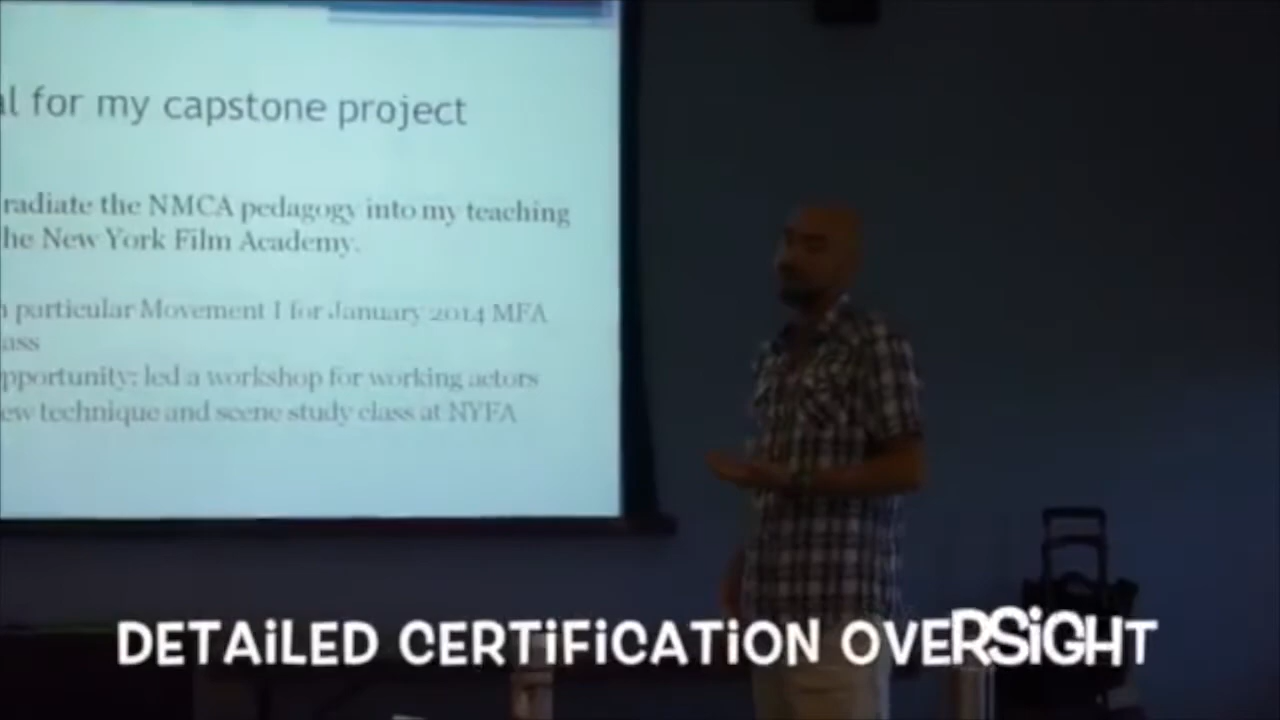 l for my capstone project
radiate the NMCA pedagogy into my teaching
he New York Film Academy.
particular Movement I for January 2014 MFA
ass
pportunity: led a workshop for working actors
ew technique and scene study class at NYFA
DETAiLED CERTiFiCATiON OVERSiGHT